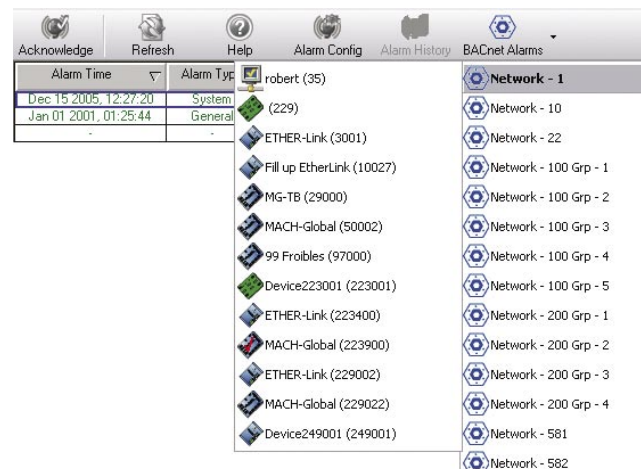 Acknowledge Refresh Help Alarm Config Alarm History BACnet Alarms
Alarm Time Alarm Typ
Dec 15 2005, 12:27:20 System
Jan 01 2001, 01:25:44 General
- -
robert (35)
(229)
ETHER-Link (3001)
Fill up EtherLink (10027)
MG-TB (29000)
MACH-Global (50002)
99 Froibles (97000)
Device223001 (223001)
ETHER-Link (223400)
MACH-Global (223900)
ETHER-Link (229002)
MACH-Global (229022)
Device249001 (249001)
Network - 1
Network - 10
Network - 22
Network - 100 Grp - 1
Network - 100 Grp - 2
Network - 100 Grp - 3
Network - 100 Grp - 4
Network - 100 Grp - 5
Network - 200 Grp - 1
Network - 200 Grp - 2
Network - 200 Grp - 3
Network - 200 Grp - 4
Network - 581
Network - 582